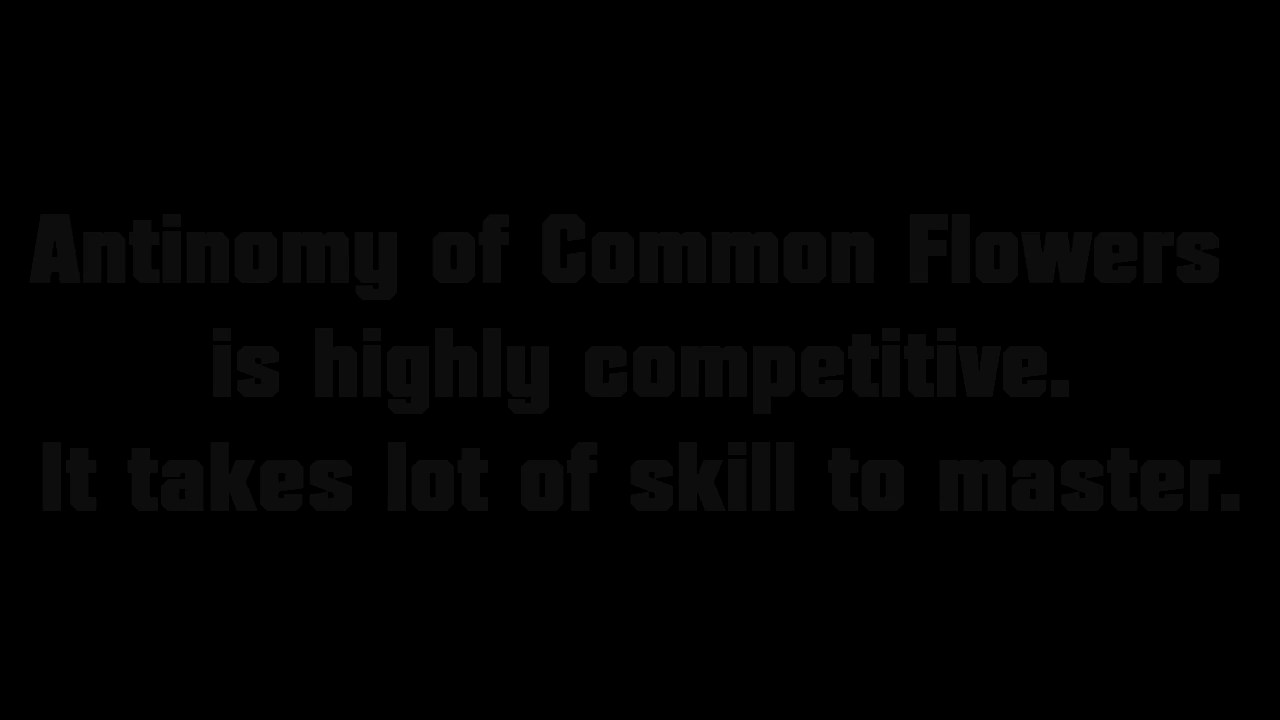 Antinomy of Common Flowers
is highly competitive.
It takes lot of skill to master.